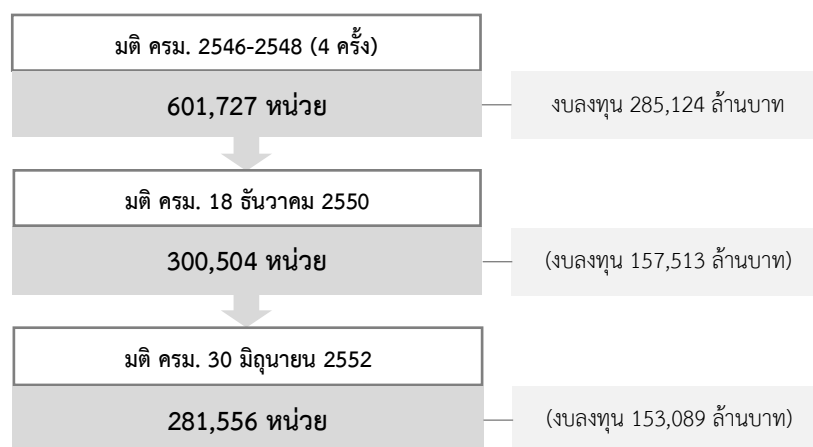 มติ ครม. 2546-2548 (4 ครั้ง)
601,727 หน่วย
งบลงทุน 285,124 ล้านบาท
มติ ครม. 18 ธันวาคม 2550
300,504 หน่วย
(งบลงทุน 157,513 ล้านบาท)
มติ ครม. 30 มิถุนายน 2552
281,556 หน่วย
(งบลงทุน 153,089 ล้านบาท)